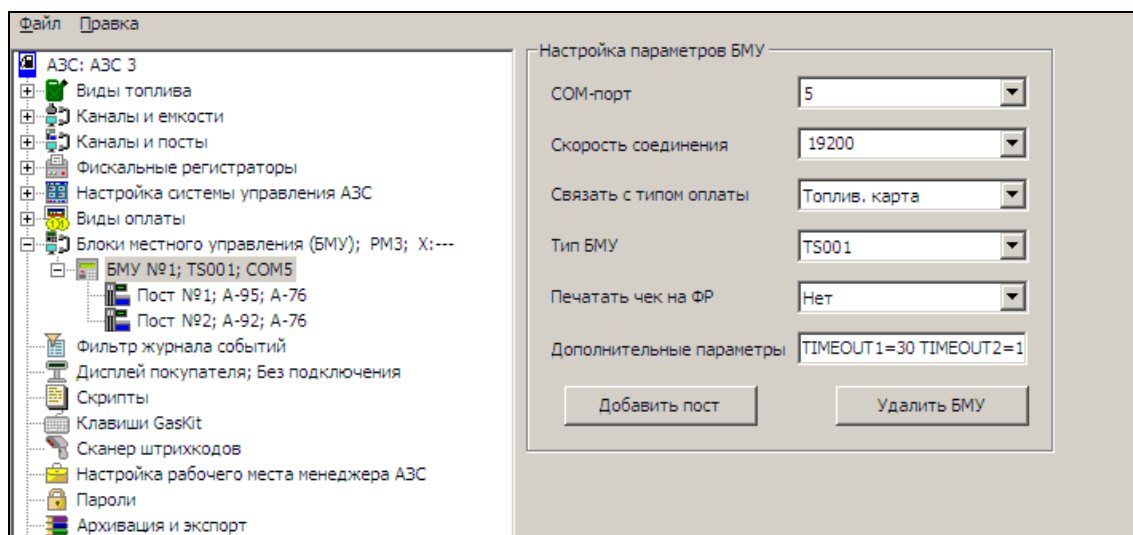 Файл Правка
АЗС: АЗС 3
Виды топлива
Каналы и емкости
Каналы и посты
Фискальные регистраторы
Настройка системы управления АЗС
Виды оплаты
Блоки местного управления (БМУ); РМ3; X:---
БМУ №1; TS001; COM5
Пост №1; А-95; А-76
Пост №2; А-92; А-76
Фильтр журнала событий
Дисплей покупателя; Без подключения
Скрипты
Клавиши GasKit
Сканер штрихкодов
Настройка рабочего места менеджера АЗС
Пароли
Архивация и экспорт
Настройка параметров БМУ
COM-порт 5
Скорость соединения 19200
Связать с типом оплаты Топлив. карта
Тип БМУ TS001
Печатать чек на ФР Нет
Дополнительные параметры TIMEOUT1=30 TIMEOUT2=1
Добавить пост Удалить БМУ